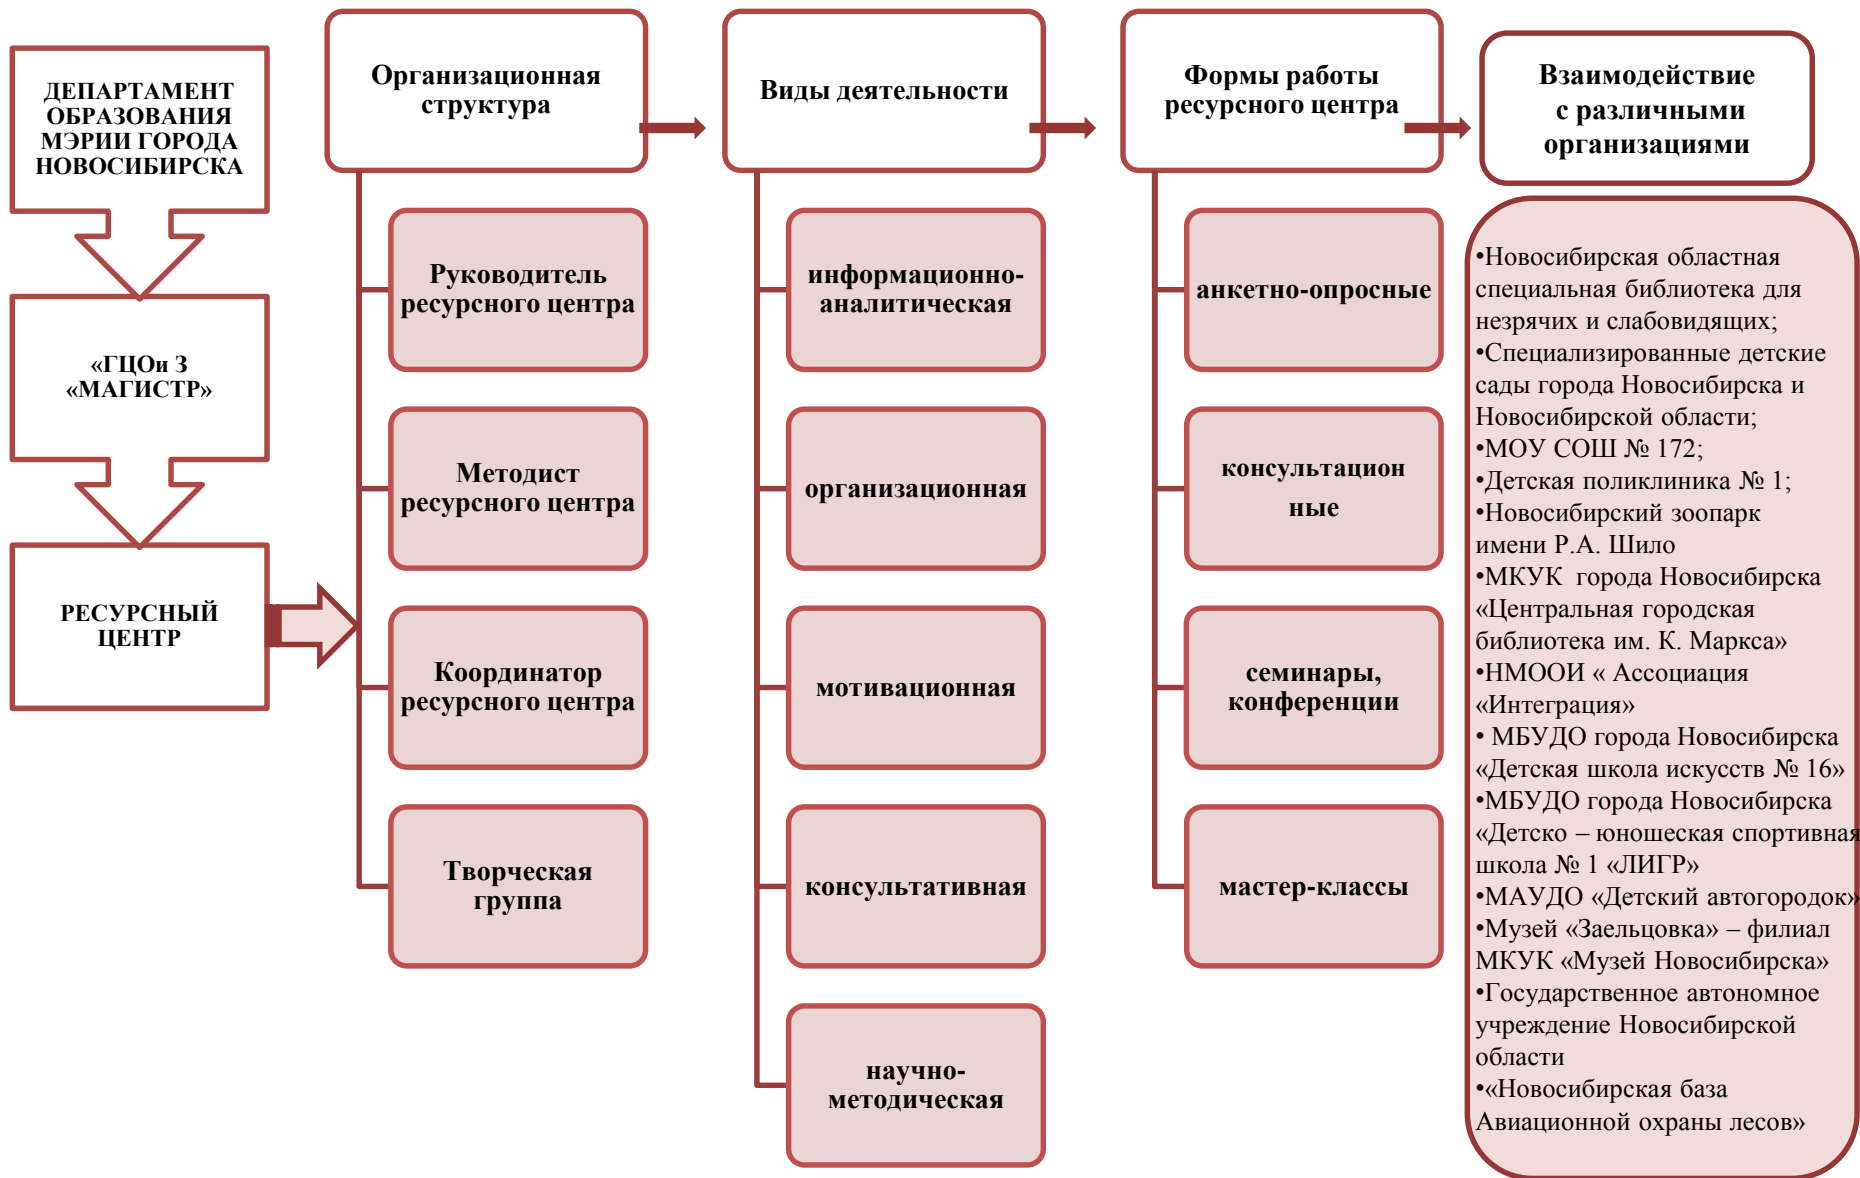 ДЕПАРТАМЕНТ
ОБРАЗОВАНИЯ
МЭРИИ ГОРОДА
НОВОСИБИРСКА
«ГЦОи З
«МАГИСТР»
РЕСУРСНЫЙ
ЦЕНТР
Организационная
структура
Руководитель
ресурсного центра
Методист
ресурсного центра
Координатор
ресурсного центра
Творческая
группа
Виды деятельности
информационно-
аналитическая
организационная
мотивационная
консультативная
научно-
методическая
Формы работы
ресурсного центра
анкетно-опросные
консультацион
ные
семинары,
конференции
мастер-классы
Взаимодействие
с различными
организациями
•Новосибирская областная
специальная библиотека для
незрячих и слабовидящих;
•Специализированные детские
сады города Новосибирска и
Новосибирской области;
•МОУ СОШ № 172;
•Детская поликлиника № 1;
•Новосибирский зоопарк
имени Р.А. Шило
•МКУК  города Новосибирска
«Центральная городская
библиотека им. К. Маркса»
•НМООИ « Ассоциация
«Интеграция»
• МБУДО города Новосибирска
«Детская школа искусств № 16»
•МБУДО города Новосибирска
«Детско – юношеская спортивная
школа № 1 «ЛИГР»
•МАУДО «Детский автогородок»
•Музей «Заельцовка» – филиал
МКУК «Музей Новосибирска»
•Государственное автономное
учреждение Новосибирской
области
•«Новосибирская база
Авиационной охраны лесов»